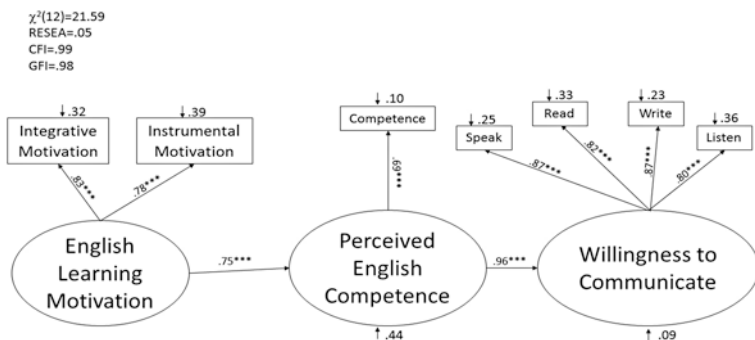 χ²(12)=21.59
RESEA=.05
CFI=.99
GFI=.98
.32
.39
.10
.25
.33
.23
.36
Integrative
Motivation
Instrumental
Motivation
Competence
Speak
Read
Write
Listen
.83***
.78***
.69***
.87***
.82***
.87***
.80***
English
Learning
Motivation
.75***
Perceived
English
Competence
.96***
Willingness to
Communicate
.44
.09